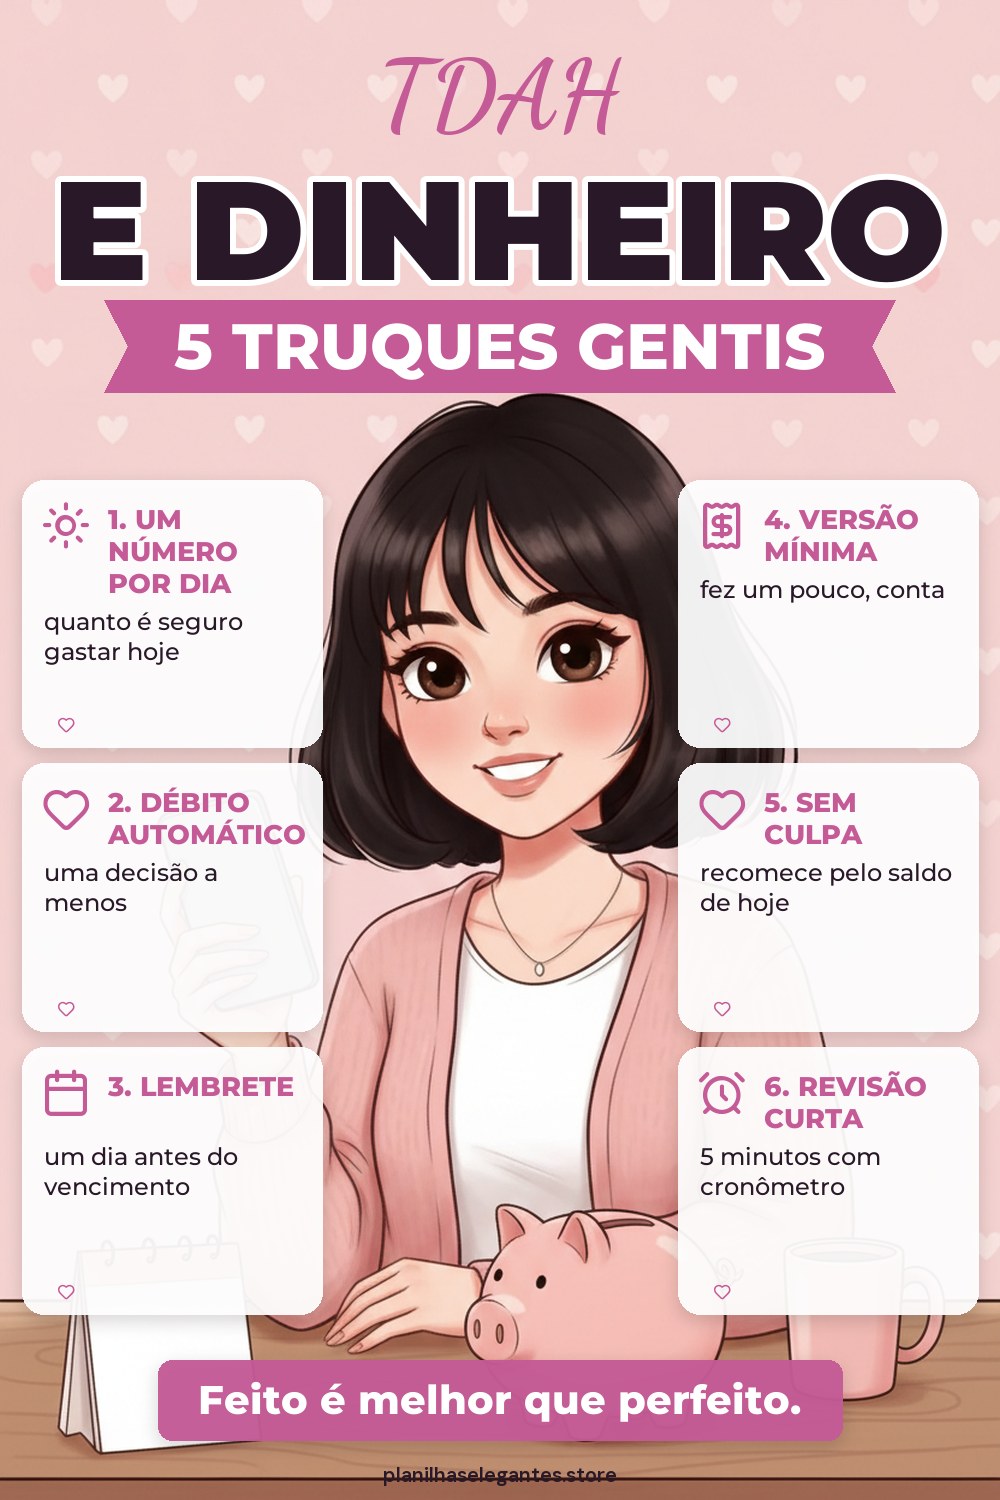 TDAH
E DINHEIRO
5 TRUQUES GENTIS
1. UM
NÚMERO
POR DIA
quanto é seguro
gastar hoje
2. DÉBITO
AUTOMÁTICO
uma decisão a
menos
3. LEMBRETE
um dia antes do
vencimento
4. VERSÃO
MÍNIMA
fez um pouco, conta
5. SEM
CULPA
recomece pelo saldo
de hoje
6. REVISÃO
CURTA
5 minutos com
cronômetro
Feito é melhor que perfeito.
planilhaselegantes.store